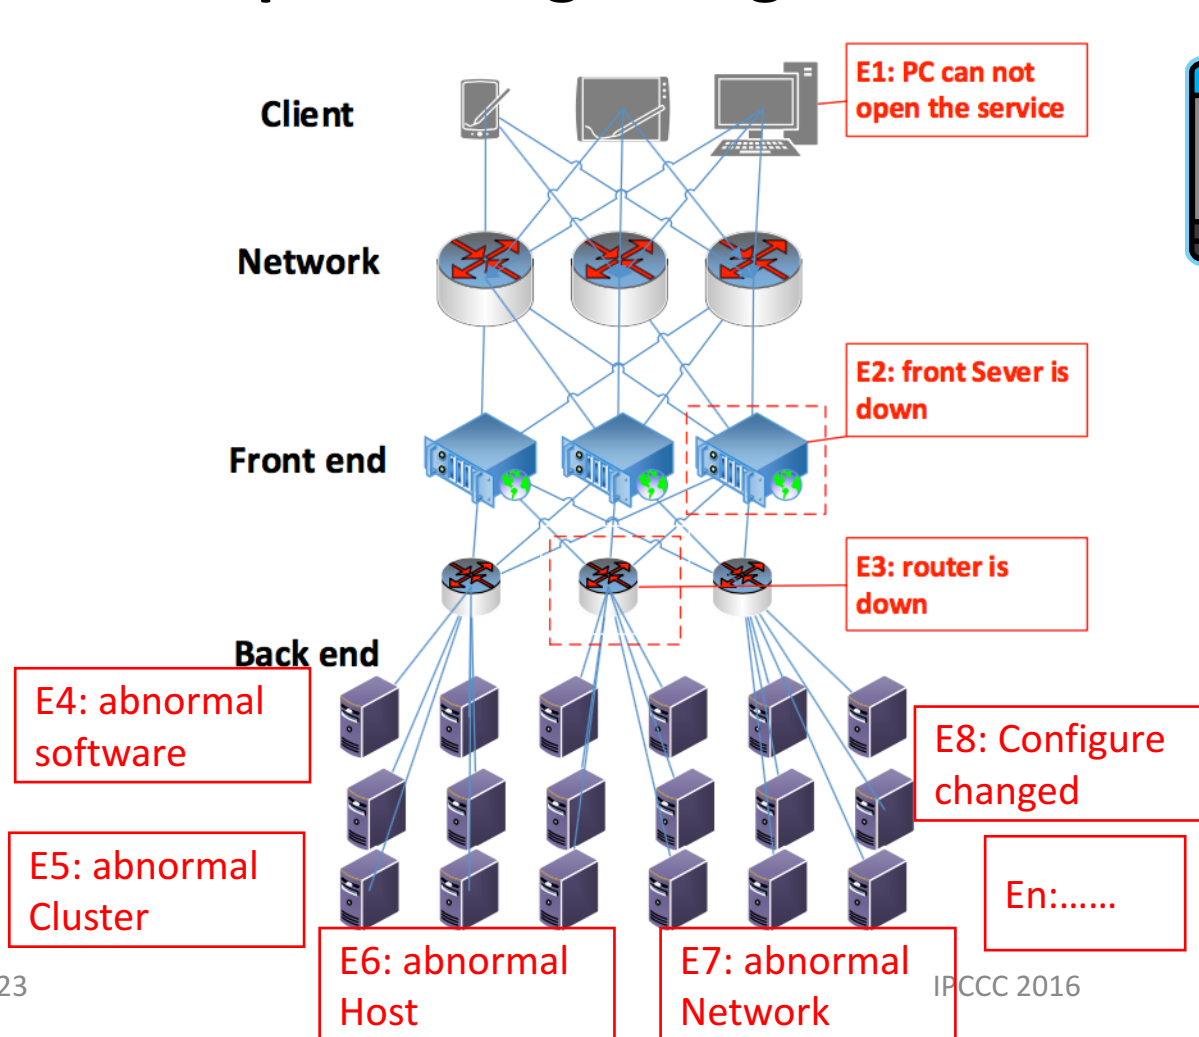 Client
E1: PC can not
open the service
Network
E2: front Sever is
down
Front end
E3: router is
down
Back end
E4: abnormal
software
E8: Configure
changed
E5: abnormal
Cluster
En:......
E6: abnormal
Host
E7: abnormal
Network
23
IPCCC 2016